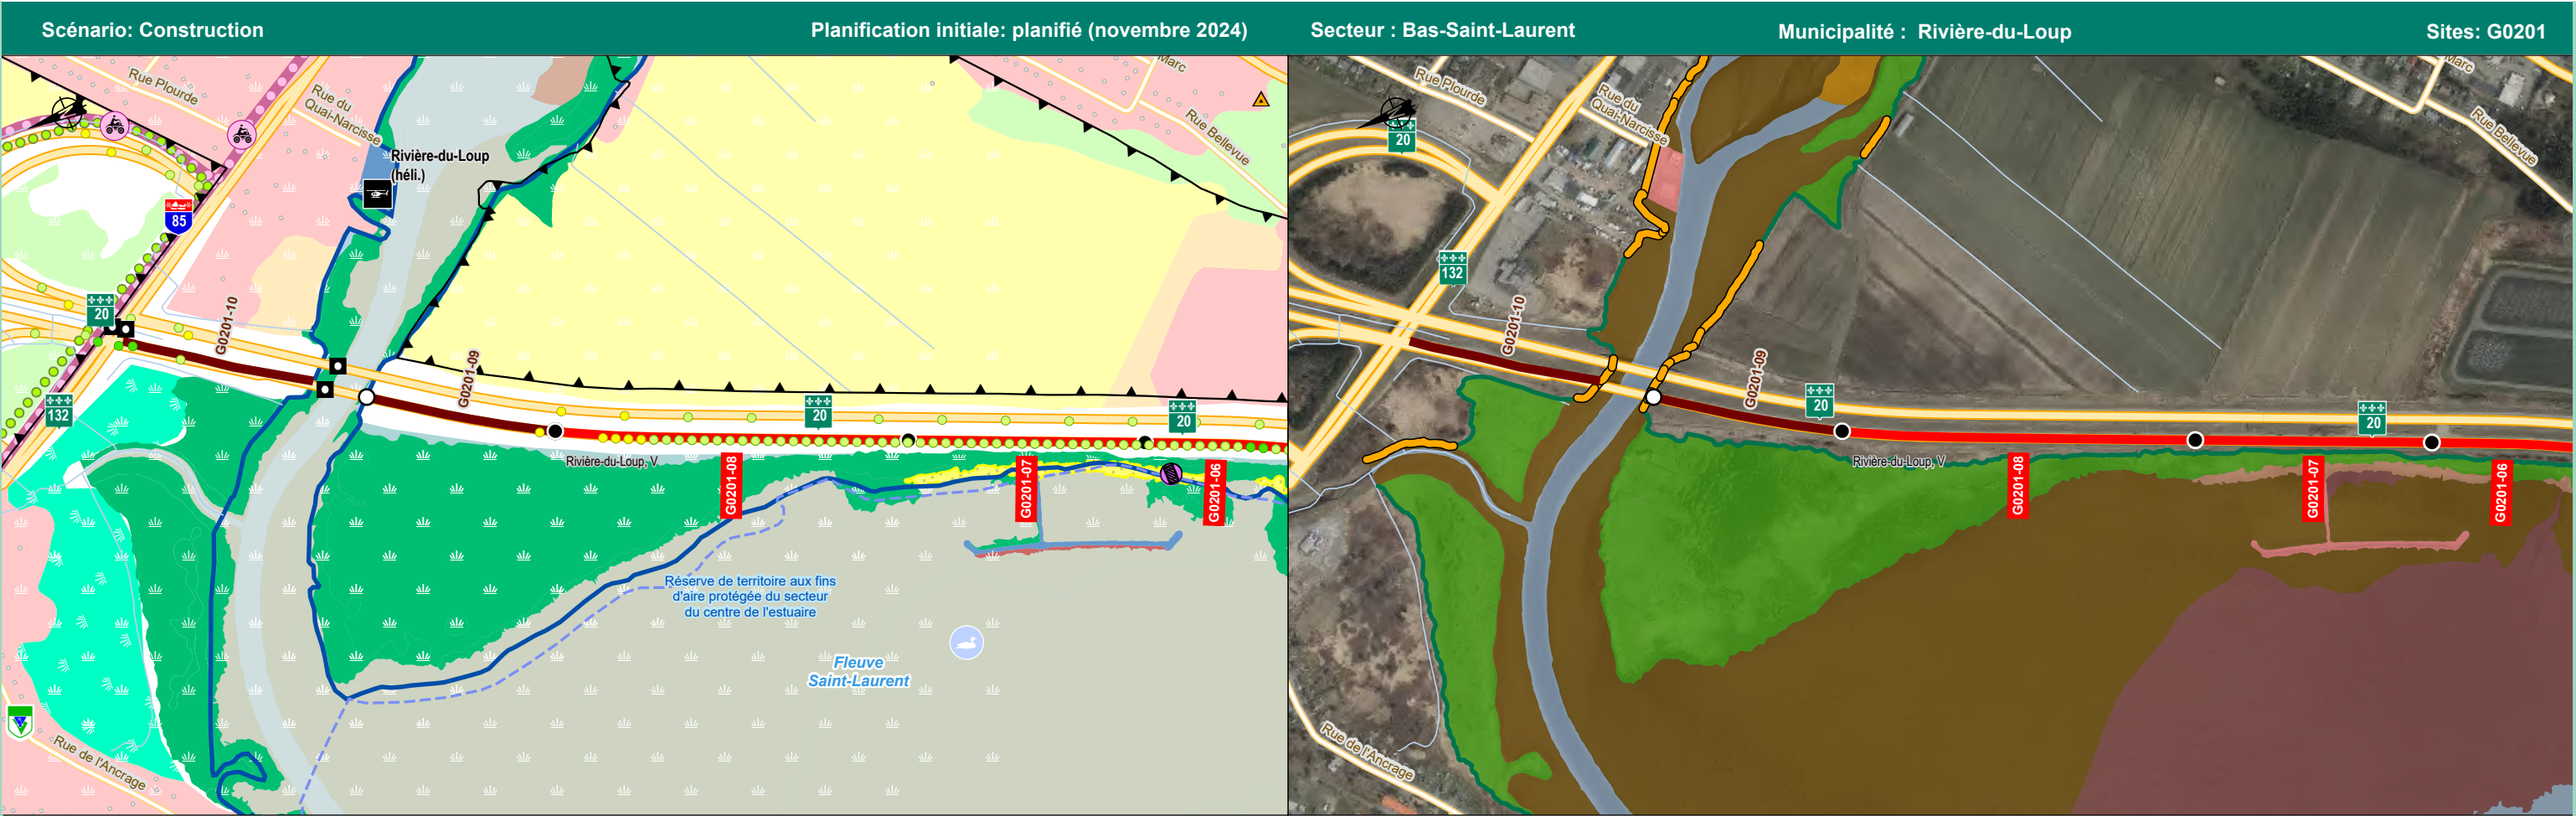 Scénario: Construction
Planification initiale: planifié (novembre 2024)
Secteur : Bas-Saint-Laurent
Municipalité : Rivière-du-Loup
Sites: G0201
Rue Plourde
Rue du
Quai-Narcisse
Rivière-du-Loup
(héli.)
Marc
Rue Bellevue
85
20
132
G0201-10
G0201-09
20
20
Rivière-du-Loup, V
G0201-08
G0201-07
G0201-06
Réserve de territoire aux fins
d'aire protégée du secteur
du centre de l'estuaire
Fleuve
Saint-Laurent
Rue de l'Ancrage
Rue Plourde
Rue du
Quai-Narcisse
Marc
Rue Bellevue
20
132
G0201-10
G0201-09
20
20
Rivière-du-Loup, V
G0201-08
G0201-07
G0201-06
Rue de l'Ancrage